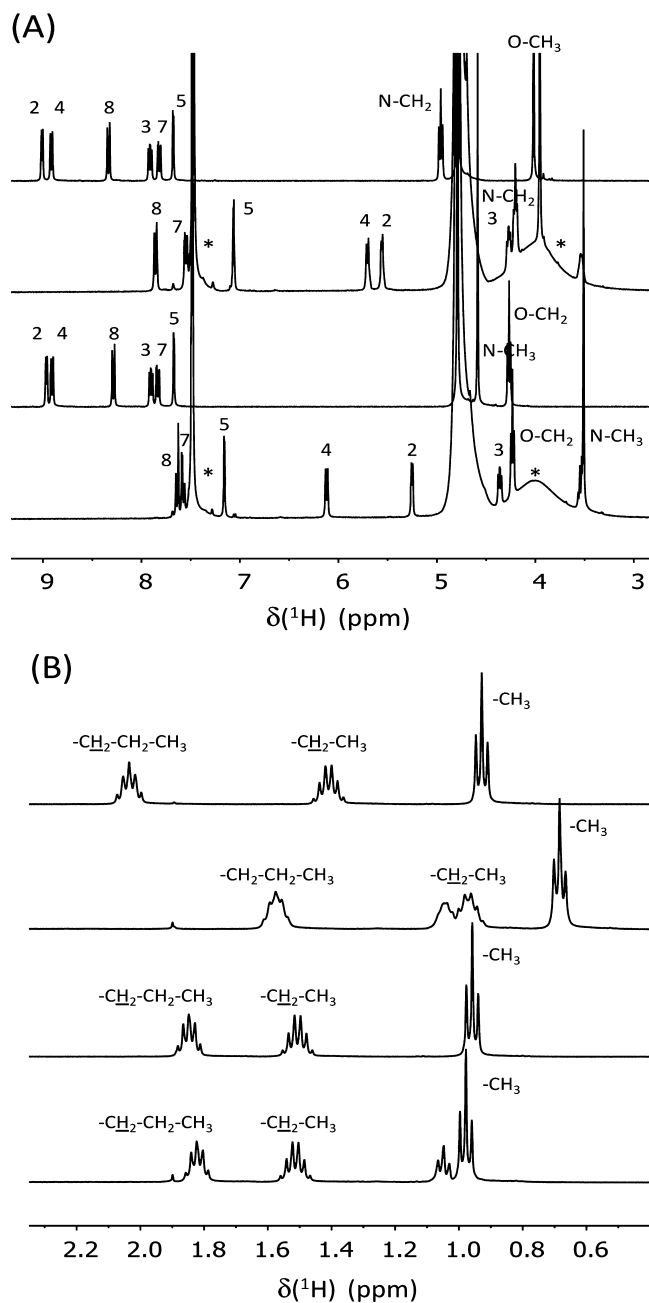 (A)
O-CH₃
2 4 8 3 7 5 N-CH₂
8 7 * 5 4 2 N-CH₂ 3 *
2 4 8 3 7 5 O-CH₂ N-CH₃
8 7 * 5 4 2 3 O-CH₂ * N-CH₃
9 8 7 6 5 4 3
δ(¹H) (ppm)
(B)
-CH₂-CH₂-CH₃ -CH₂-CH₃ -CH₃
-CH₂-CH₂-CH₃ -CH₂-CH₃ -CH₃
-CH₂-CH₂-CH₃ -CH₂-CH₃ -CH₃
-CH₂-CH₂-CH₃ -CH₂-CH₃ -CH₃
2.2 2.0 1.8 1.6 1.4 1.2 1.0 0.8 0.6
δ(¹H) (ppm)